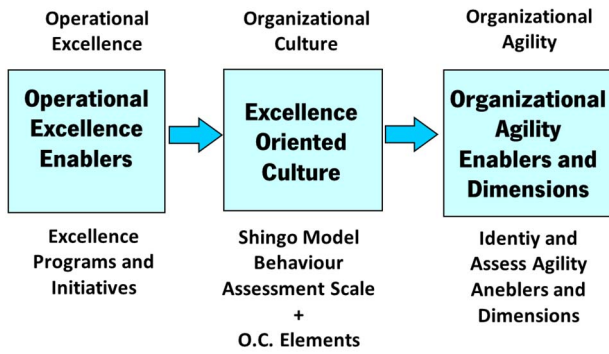 Operational
Excellence
Organizational
Culture
Organizational
Agility
Operational
Excellence
Enablers
Excellence
Oriented
Culture
Organizational
Agility
Enablers and
Dimensions
Excellence
Programs and
Initiatives
Shingo Model
Behaviour
Assessment Scale
+
O.C. Elements
Identiy and
Assess Agility
Aneblers and
Dimensions